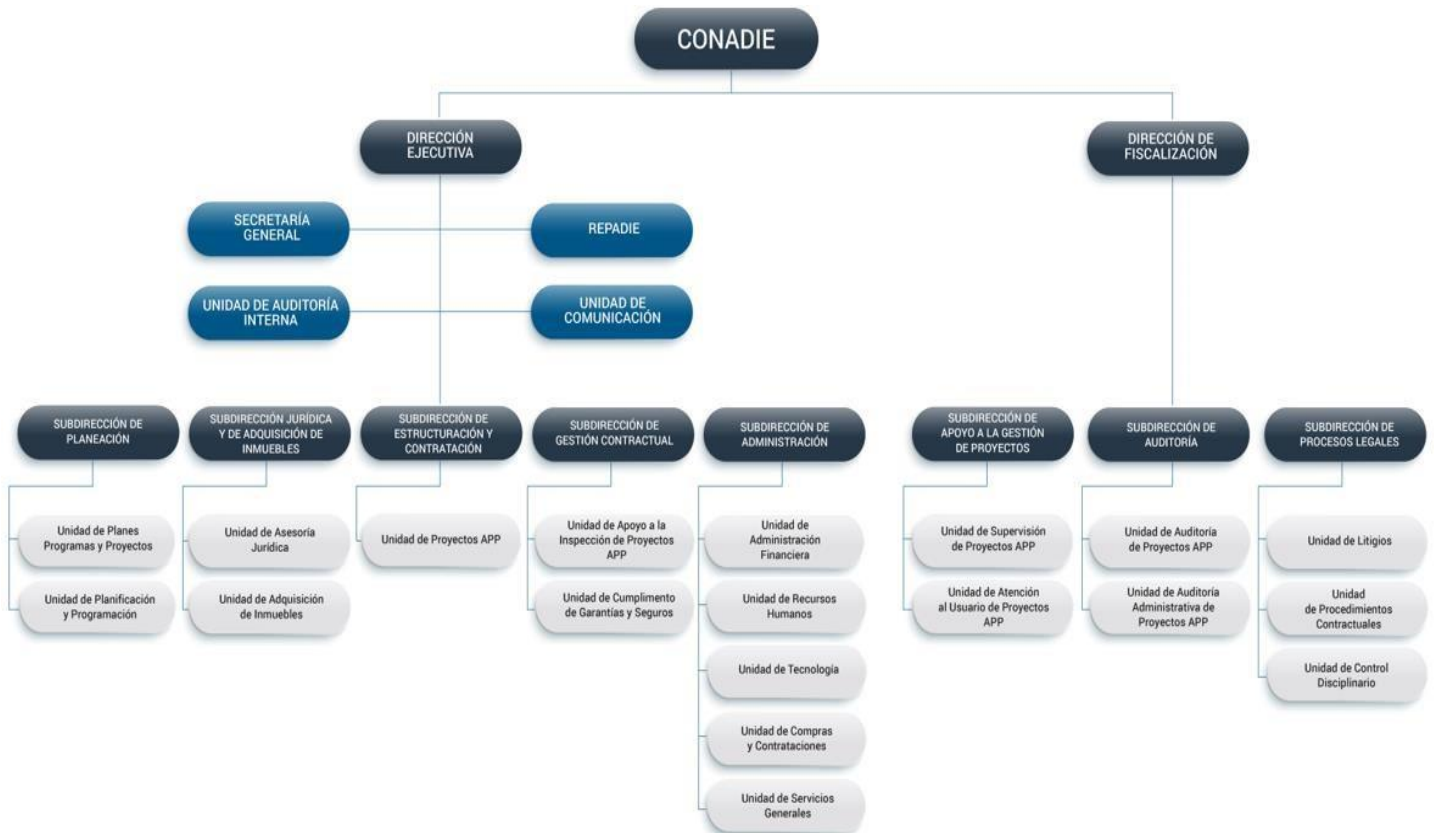 CONADIE
DIRECCIÓN
EJECUTIVA
DIRECCIÓN DE
FISCALIZACIÓN
SECRETARÍA
GENERAL
REPADIE
UNIDAD DE AUDITORÍA
INTERNA
UNIDAD DE
COMUNICACIÓN
SUBDIRECCIÓN DE
PLANEACIÓN
SUBDIRECCIÓN JURÍDICA
Y DE ADQUISICIÓN DE
INMUEBLES
SUBDIRECCIÓN DE
ESTRUCTURACIÓN Y
CONTRATACIÓN
SUBDIRECCIÓN DE
GESTIÓN CONTRACTUAL
SUBDIRECCIÓN DE
ADMINISTRACIÓN
SUBDIRECCIÓN DE
APOYO A LA GESTIÓN
DE PROYECTOS
SUBDIRECCIÓN DE
AUDITORÍA
SUBDIRECCIÓN DE
PROCESOS LEGALES
Unidad de Planes
Programas y Proyectos
Unidad de Planificación
y Programación
Unidad de Asesoría
Jurídica
Unidad de Adquisición
de Inmuebles
Unidad de Proyectos APP
Unidad de Apoyo a la
Inspección de Proyectos
APP
Unidad de Cumplimento
de Garantías y Seguros
Unidad de
Administración
Financiera
Unidad de Recursos
Humanos
Unidad de Tecnología
Unidad de Compras
y Contrataciones
Unidad de Servicios
Generales
Unidad de Supervisión
de Proyectos APP
Unidad de Atención
al Usuario de Proyectos
APP
Unidad de Auditoría
de Proyectos APP
Unidad de Auditoría
Administrativa de
Proyectos APP
Unidad de Litigios
Unidad
de Procedimientos
Contractuales
Unidad de Control
Disciplinario